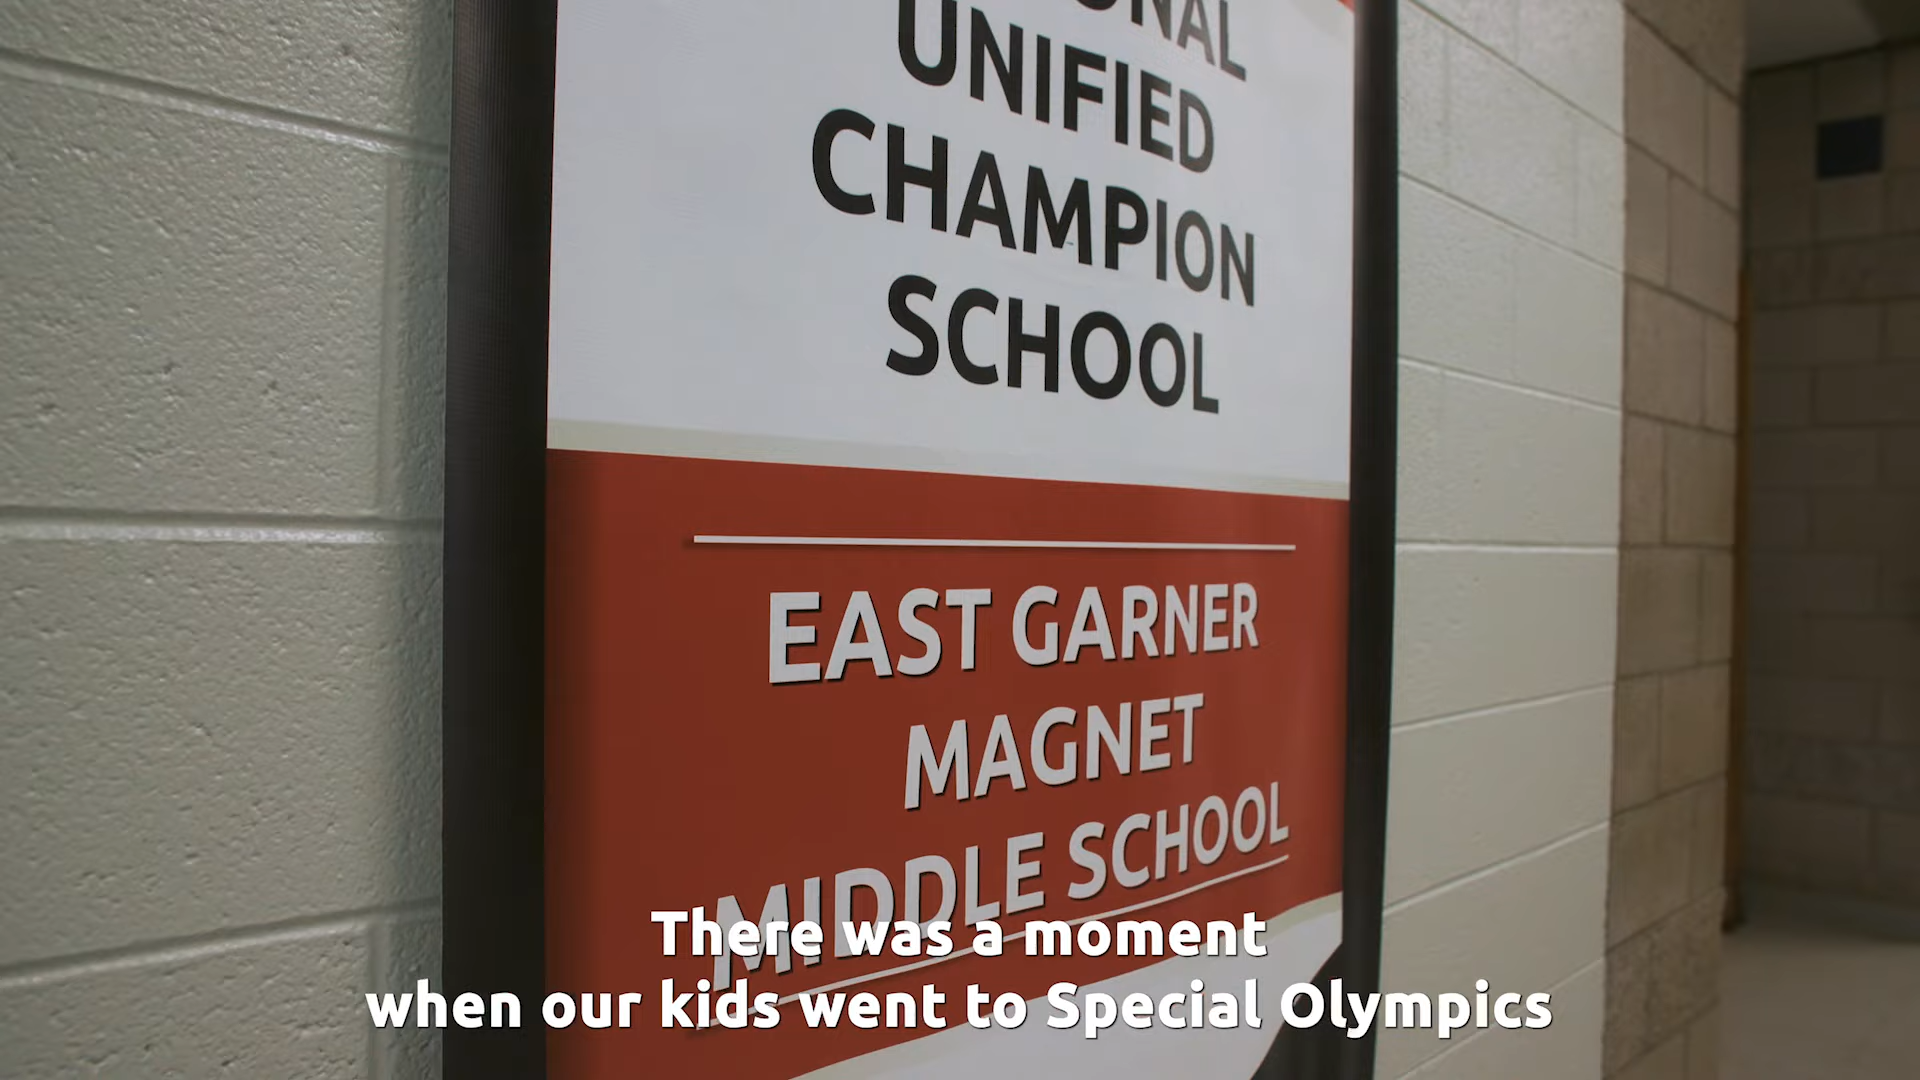 UNIFIED
CHAMPION
SCHOOL
EAST GARNER
MAGNET
MIDDLE SCHOOL
There was a moment
when our kids went to Special Olympics